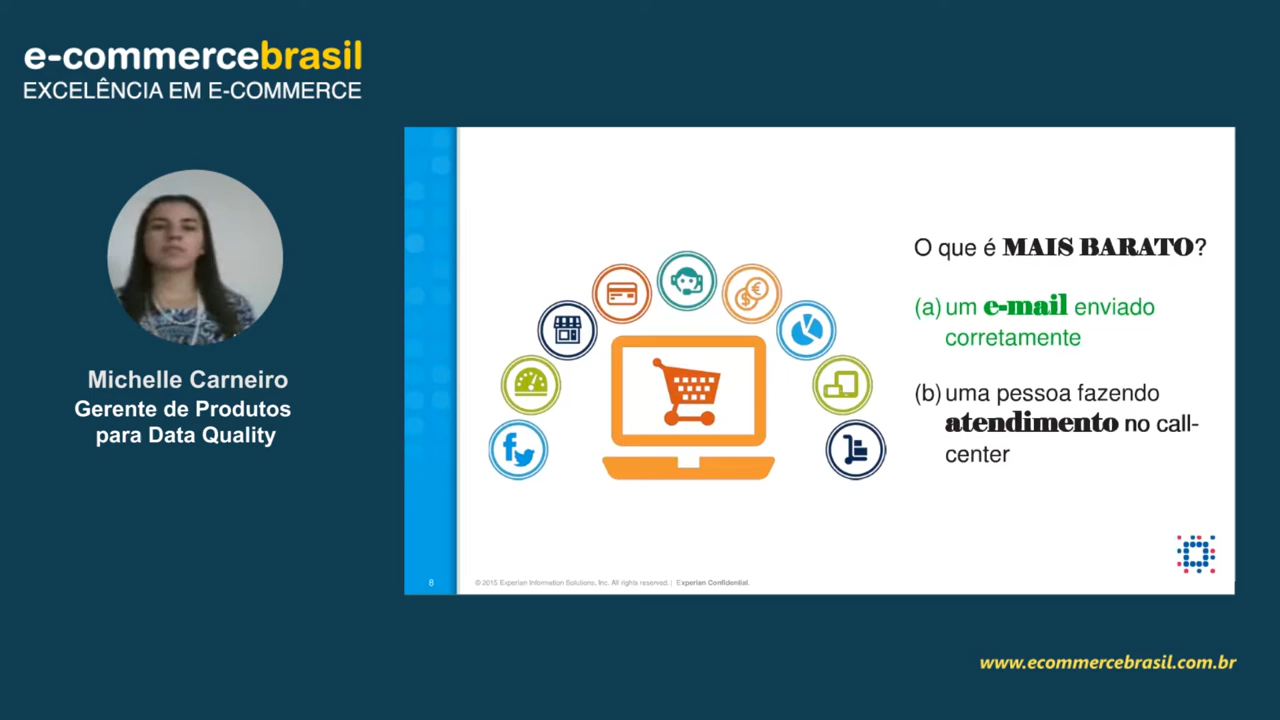 e-commercebrasil
EXCELÊNCIA EM E-COMMERCE
Michelle Carneiro
Gerente de Produtos
para Data Quality
O que é MAIS BARATO?
(a) um e-mail enviado
corretamente
(b) uma pessoa fazendo
atendimento no call-
center
8
© 2015 Experian Information Solutions, Inc. All rights reserved. | Experian Confidential.
www.ecommercebrasil.com.br